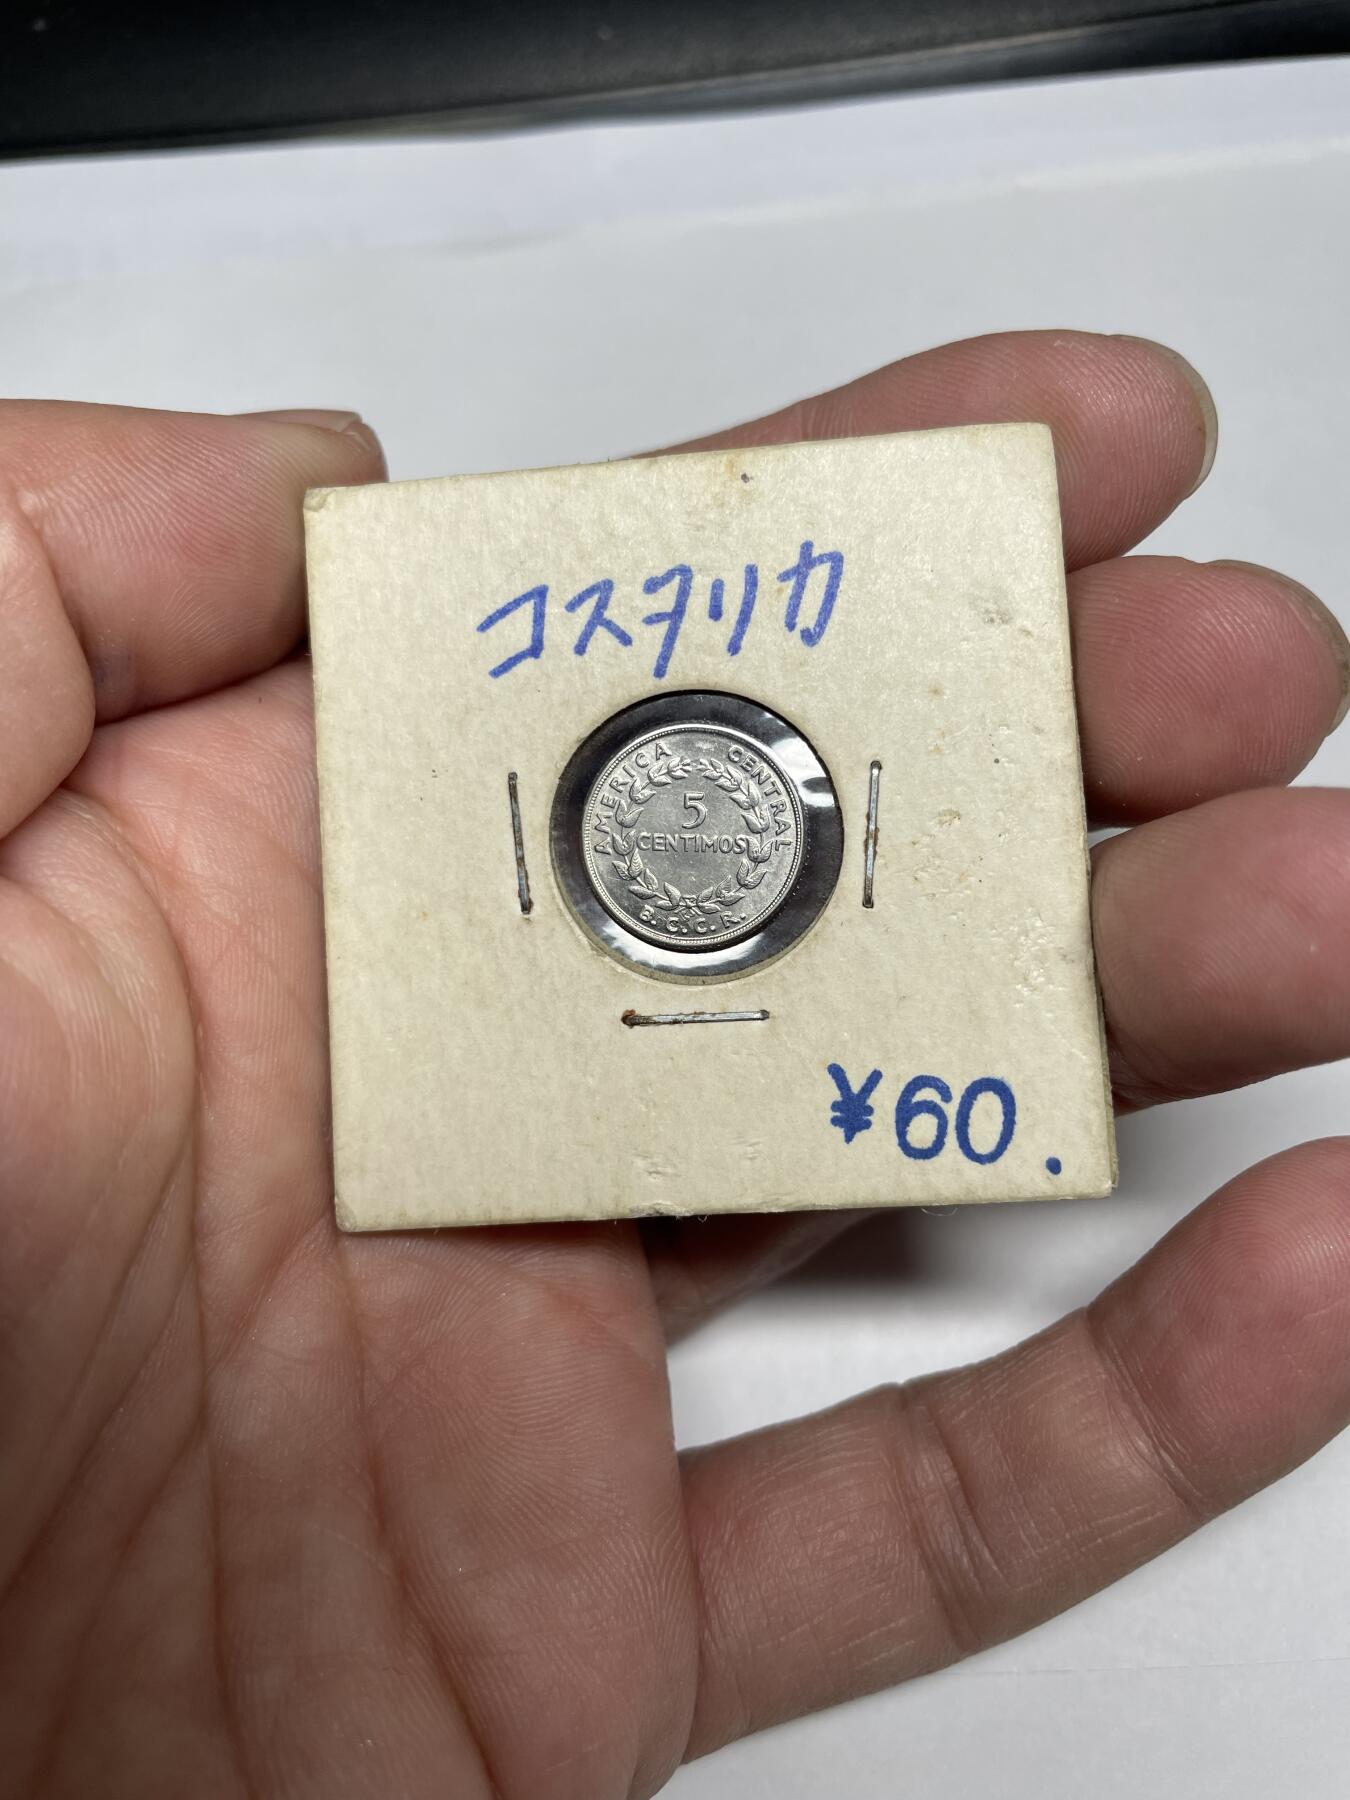 コスタリカ
AMERICA CENTRAL
5
CENTIMOS
B. C. C. R.
¥60.